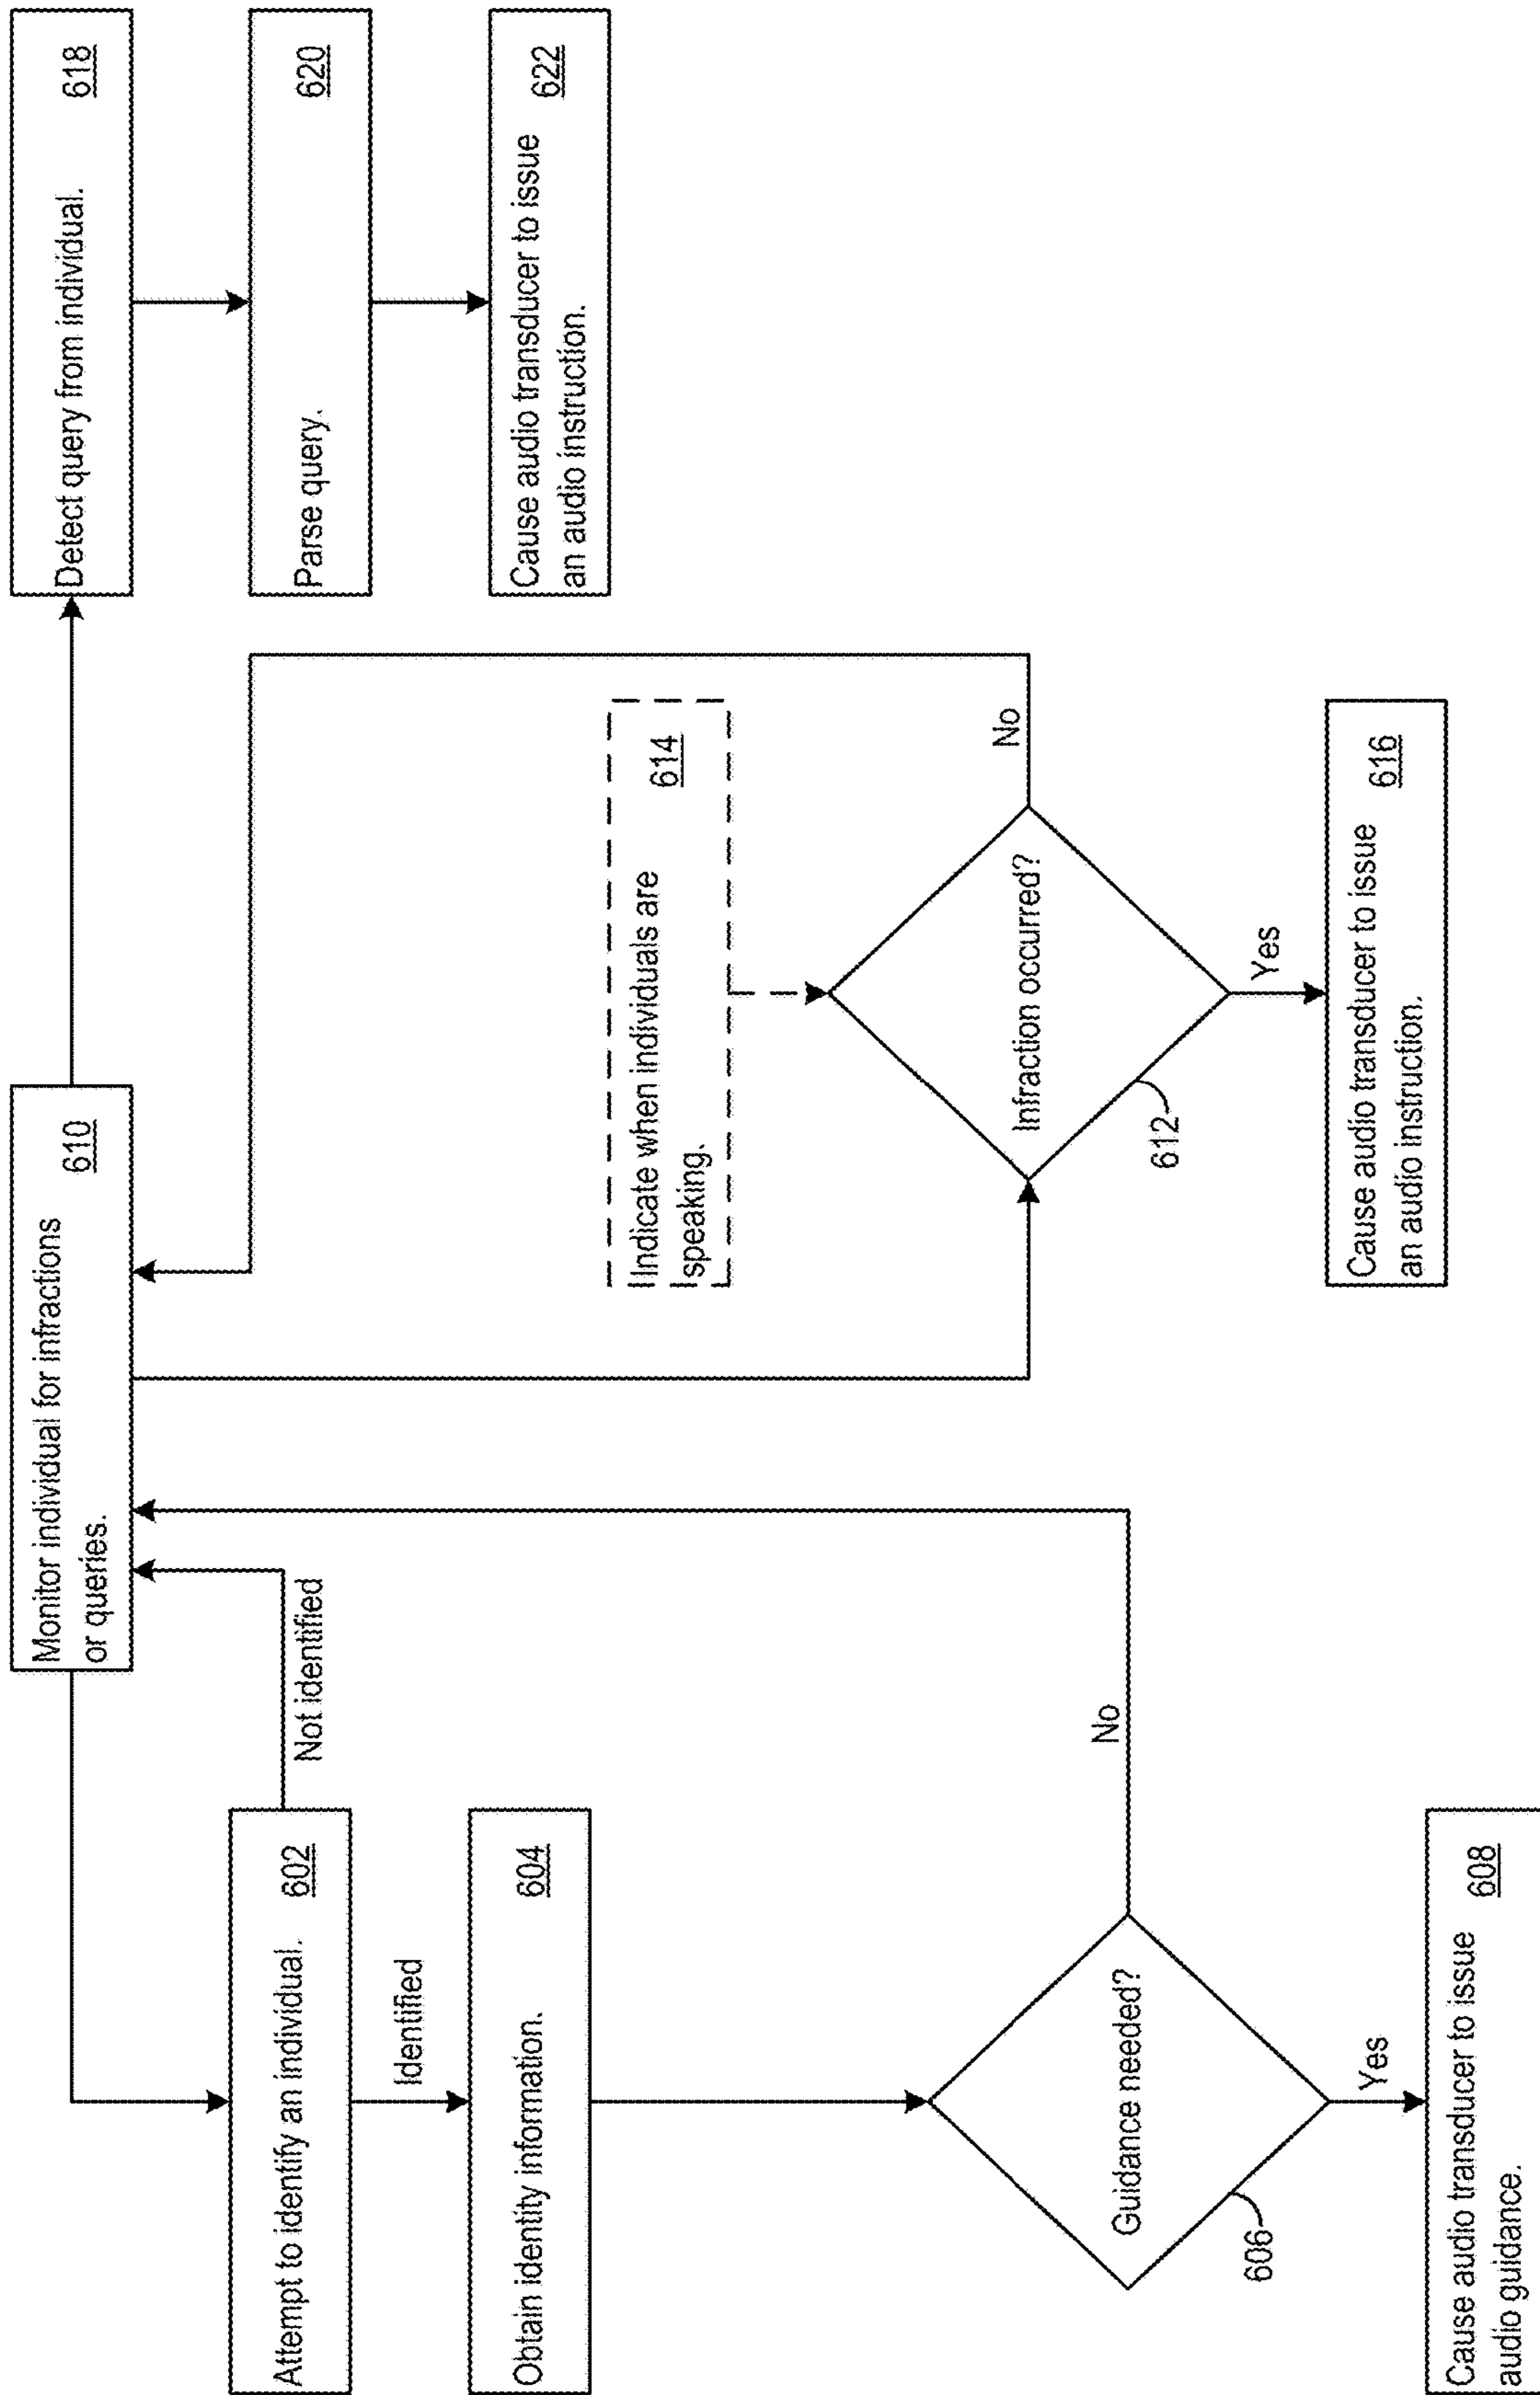 Monitor individual for infractions
or queries.
610
Attempt to identify an individual.
602
Not identified
Identified
Obtain identity information.
604
Guidance needed?
606
No
Yes
Cause audio transducer to issue
audio guidance.
608
Indicate when individuals are
speaking.
614
Infraction occurred?
612
No
Yes
Cause audio transducer to issue
an audio instruction.
616
Detect query from individual.
618
Parse query.
620
Cause audio transducer to issue
an audio instruction.
622